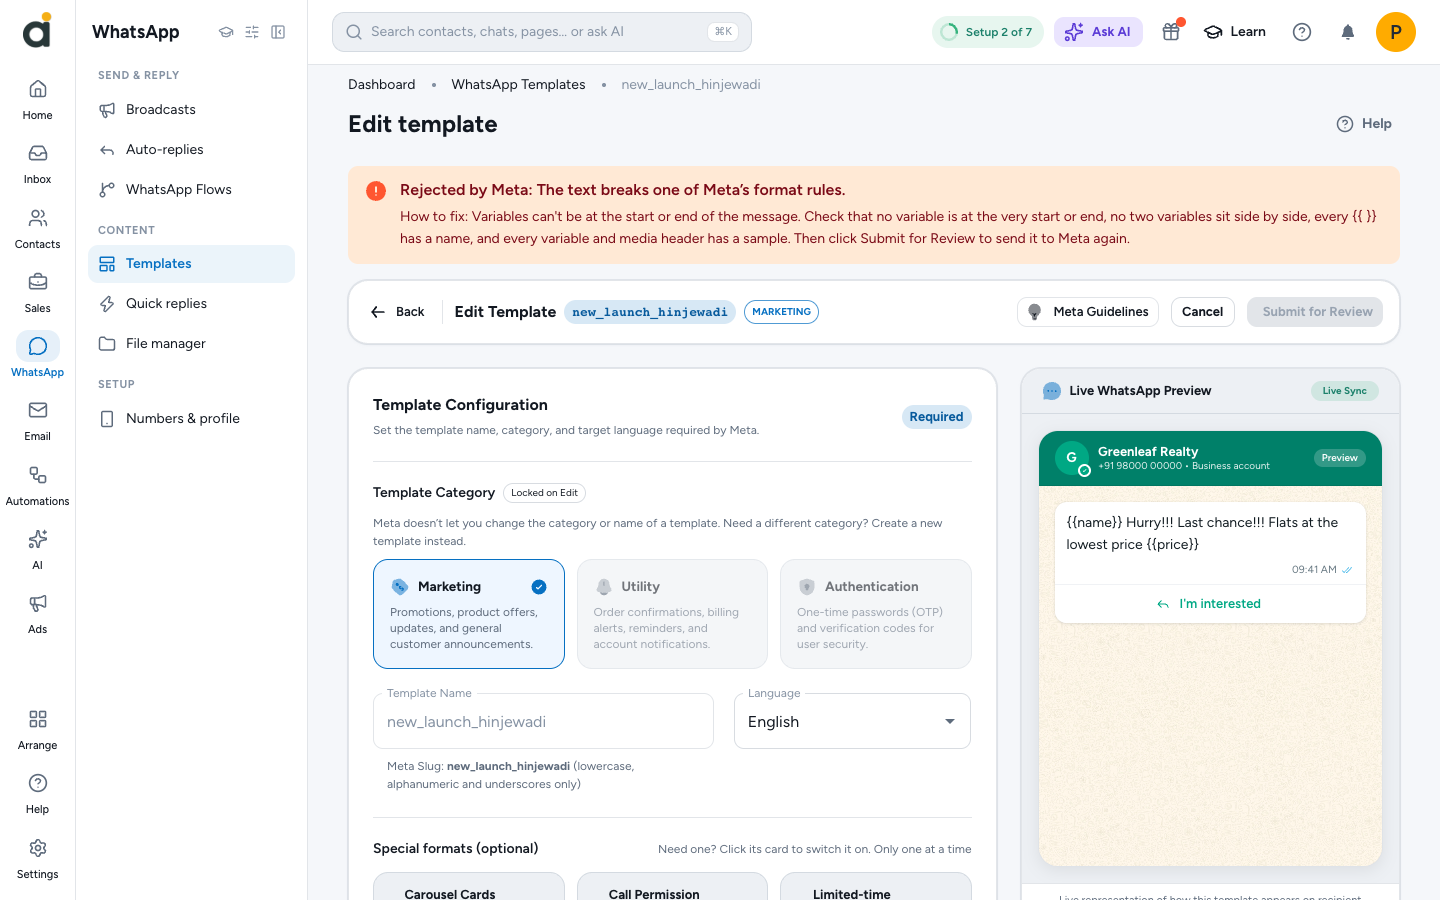 WhatsApp
Search contacts, chats, pages... or ask AI
⌘K
Setup 2 of 7
Ask AI
Learn
P
Home
Inbox
Contacts
Sales
WhatsApp
Email
Automations
AI
Ads
Arrange
Help
Settings
SEND & REPLY
Broadcasts
Auto-replies
WhatsApp Flows
CONTENT
Templates
Quick replies
File manager
SETUP
Numbers & profile
Dashboard • WhatsApp Templates • new_launch_hinjewadi
Edit template
Help
Rejected by Meta: The text breaks one of Meta’s format rules.
How to fix: Variables can't be at the start or end of the message. Check that no variable is at the very start or end, no two variables sit side by side, every {{ }}
has a name, and every variable and media header has a sample. Then click Submit for Review to send it to Meta again.
Back
Edit Template
new_launch_hinjewadi
MARKETING
Meta Guidelines
Cancel
Submit for Review
Template Configuration
Set the template name, category, and target language required by Meta.
Required
Template Category
Locked on Edit
Meta doesn’t let you change the category or name of a template. Need a different category? Create a new
template instead.
Marketing
Promotions, product offers,
updates, and general
customer announcements.
Utility
Order confirmations, billing
alerts, reminders, and
account notifications.
Authentication
One-time passwords (OTP)
and verification codes for
user security.
Template Name
new_launch_hinjewadi
Language
English
Meta Slug: new_launch_hinjewadi (lowercase,
alphanumeric and underscores only)
Special formats (optional)
Need one? Click its card to switch it on. Only one at a time
Carousel Cards
Call Permission
Limited-time
Live WhatsApp Preview
Live Sync
G
Greenleaf Realty
+91 98000 00000 • Business account
Preview
{{name}} Hurry!!! Last chance!!! Flats at the
lowest price {{price}}
09:41 AM
I'm interested
Live representation of how this template appears on recipient